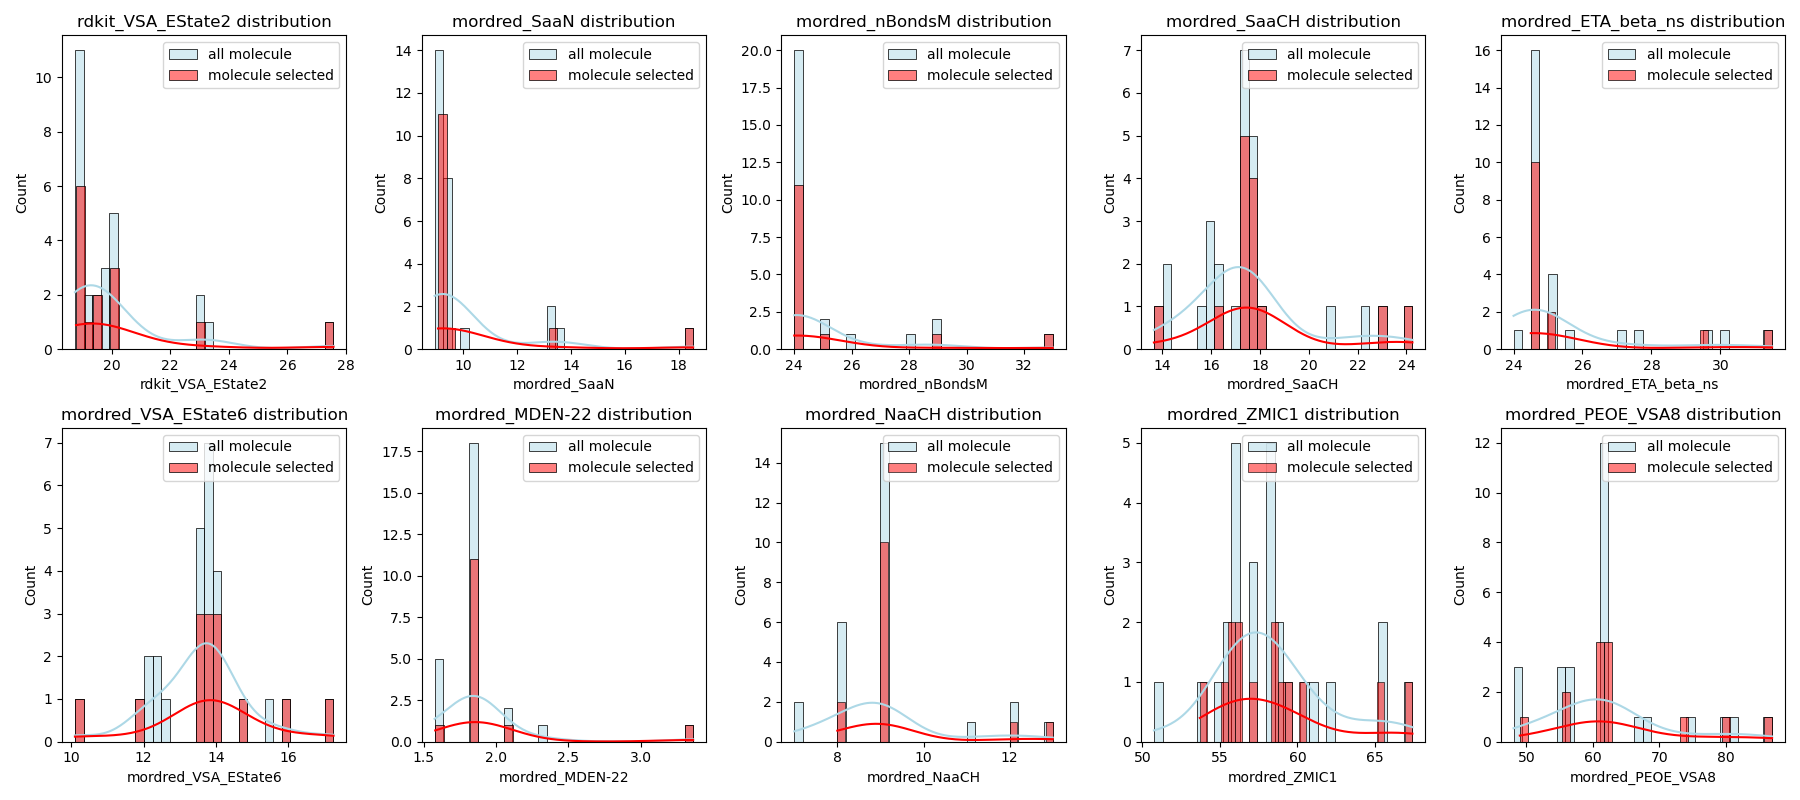 rdkit_VSA_EState2 distribution
all molecule
molecule selected
Count
10
8
6
4
2
0
20
22
24
26
28
rdkit_VSA_EState2
mordred_SaaN distribution
all molecule
molecule selected
Count
14
12
10
8
6
4
2
0
10
12
14
16
18
mordred_SaaN
mordred_nBondsM distribution
all molecule
molecule selected
Count
20.0
17.5
15.0
12.5
10.0
7.5
5.0
2.5
0.0
24
26
28
30
32
mordred_nBondsM
mordred_SaaCH distribution
all molecule
molecule selected
Count
7
6
5
4
3
2
1
0
14
16
18
20
22
24
mordred_SaaCH
mordred_ETA_beta_ns distribution
all molecule
molecule selected
Count
16
14
12
10
8
6
4
2
0
24
26
28
30
mordred_ETA_beta_ns
mordred_VSA_EState6 distribution
all molecule
molecule selected
Count
7
6
5
4
3
2
1
0
10
12
14
16
mordred_VSA_EState6
mordred_MDEN-22 distribution
all molecule
molecule selected
Count
17.5
15.0
12.5
10.0
7.5
5.0
2.5
0.0
1.5
2.0
2.5
3.0
mordred_MDEN-22
mordred_NaaCH distribution
all molecule
molecule selected
Count
14
12
10
8
6
4
2
0
8
10
12
mordred_NaaCH
mordred_ZMIC1 distribution
all molecule
molecule selected
Count
5
4
3
2
1
0
50
55
60
65
mordred_ZMIC1
mordred_PEOE_VSA8 distribution
all molecule
molecule selected
Count
12
10
8
6
4
2
0
50
60
70
80
mordred_PEOE_VSA8